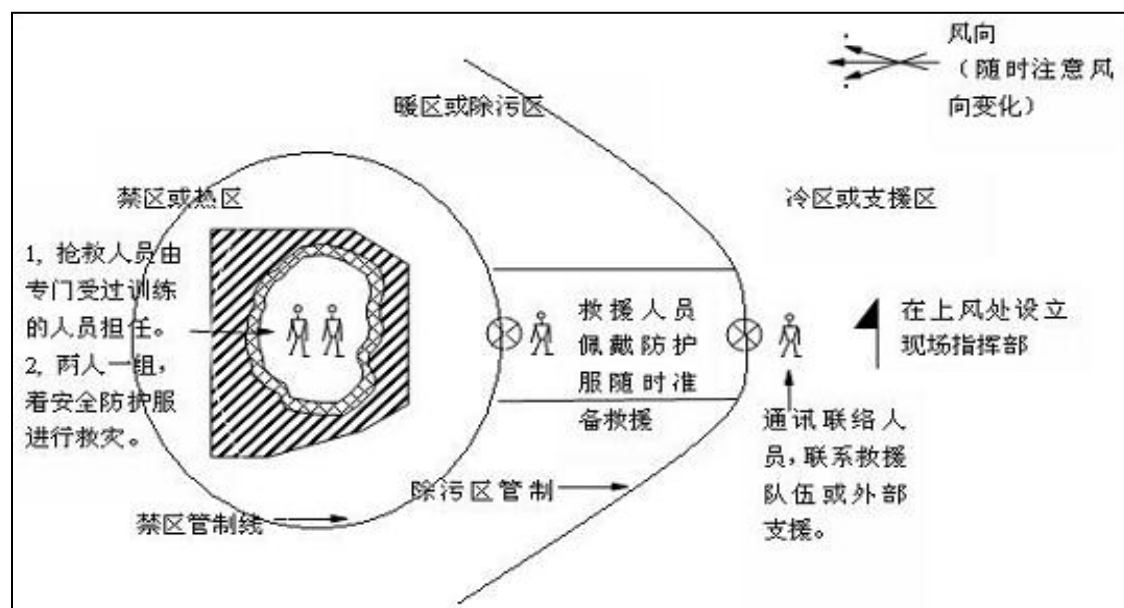 风向
（随时注意风
向变化）
暖区或除污区
禁区或热区
冷区或支援区
1, 抢救人员由
专门受过训练
的人员担任。
2, 两人一组，
着安全防护服
进行救灾。
救援人员
佩戴防护
服随时准
备救援
在上风处设立
现场指挥部
通讯联络人
员，联系救援
队伍或外部
支援。
除污区管制
禁区管制线